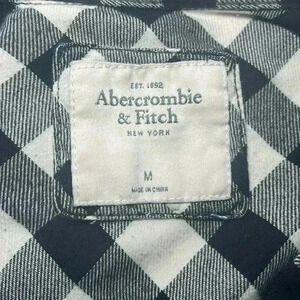 EST. 1892
Abercrombie
& Fitch
NEW YORK
M
MADE IN CHINA